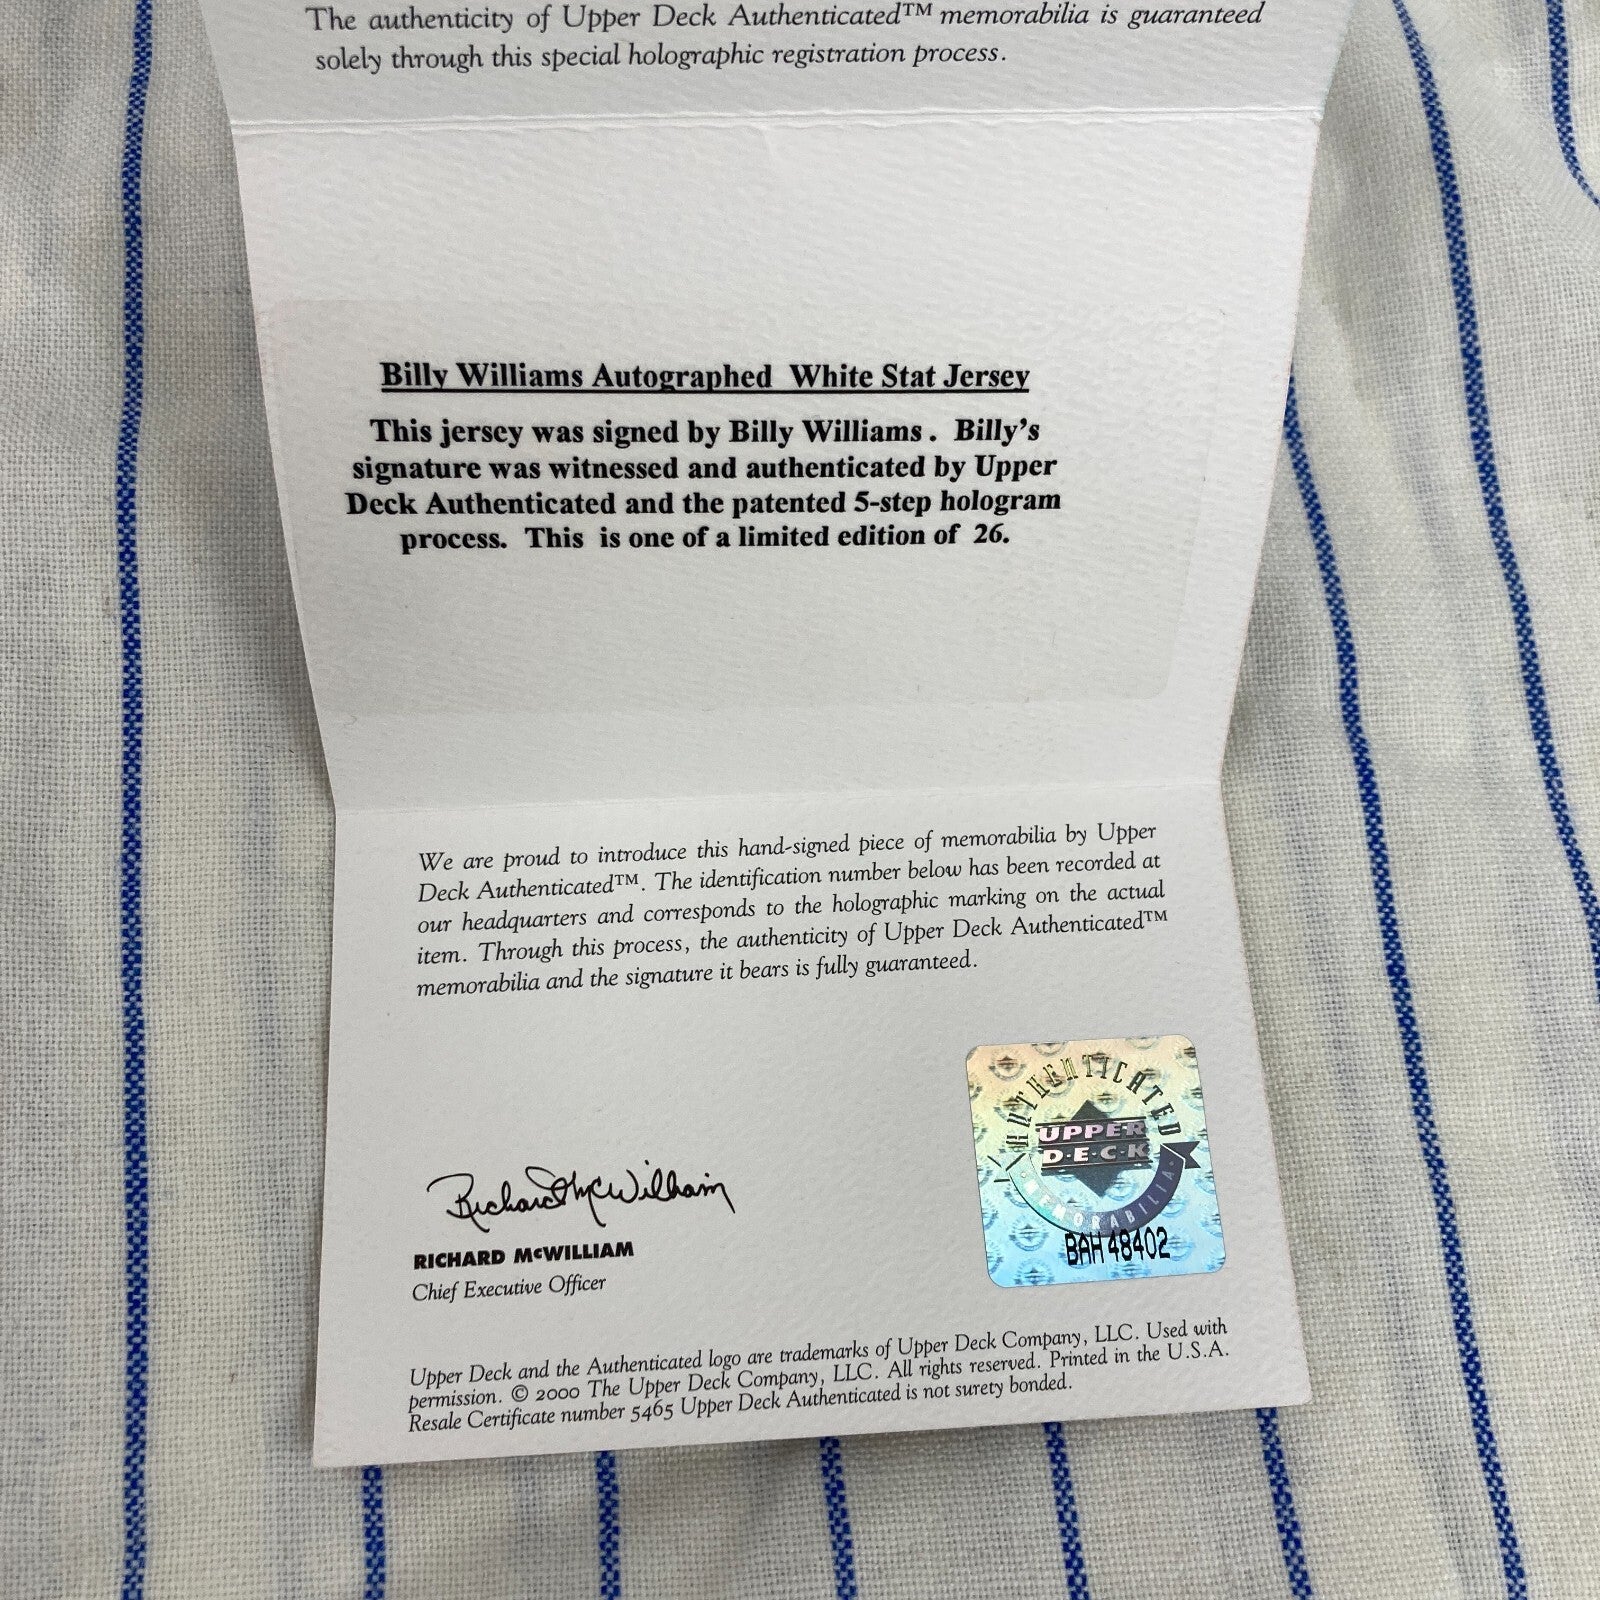 The authenticity of Upper Deck Authenticated™ memorabilia is guaranteed
solely through this special holographic registration process.
Billy Williams Autographed White Stat Jersey
This jersey was signed by Billy Williams. Billy's
signature was witnessed and authenticated by Upper
Deck Authenticated and the patented 5-step hologram
process. This is one of a limited edition of 26.
We are proud to introduce this hand-signed piece of memorabilia by Upper
Deck Authenticated™. The identification number below has been recorded at
our headquarters and corresponds to the holographic marking on the actual
item. Through this process, the authenticity of Upper Deck Authenticated™
memorabilia and the signature it bears is fully guaranteed.
AUTHENTICATED
UPPER
D·E·C·K
MEMORABILIA
BAH48402
Richard McWilliam
RICHARD McWILLIAM
Chief Executive Officer
Upper Deck and the Authenticated logo are trademarks of Upper Deck Company, LLC. Used with
permission. © 2000 The Upper Deck Company, LLC. All rights reserved. Printed in the U.S.A.
Resale Certificate number 5465 Upper Deck Authenticated is not surety bonded.